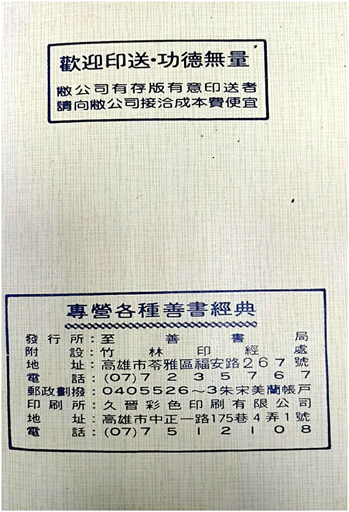 歡迎印送·功德無量
敝公司有存版有意印送者
請向敝公司接洽成本費便宜
專營各種善書經典
發行所：至善書局
附設：竹林印經處
地址：高雄市苓雅區福安路267號
電話：(07)7235767
郵政劃撥：0405526~3朱宋美蘭帳戶
印刷所：久晉彩色印刷有限公司
地址：高雄市中正一路175巷4弄1號
電話：(07)7512108